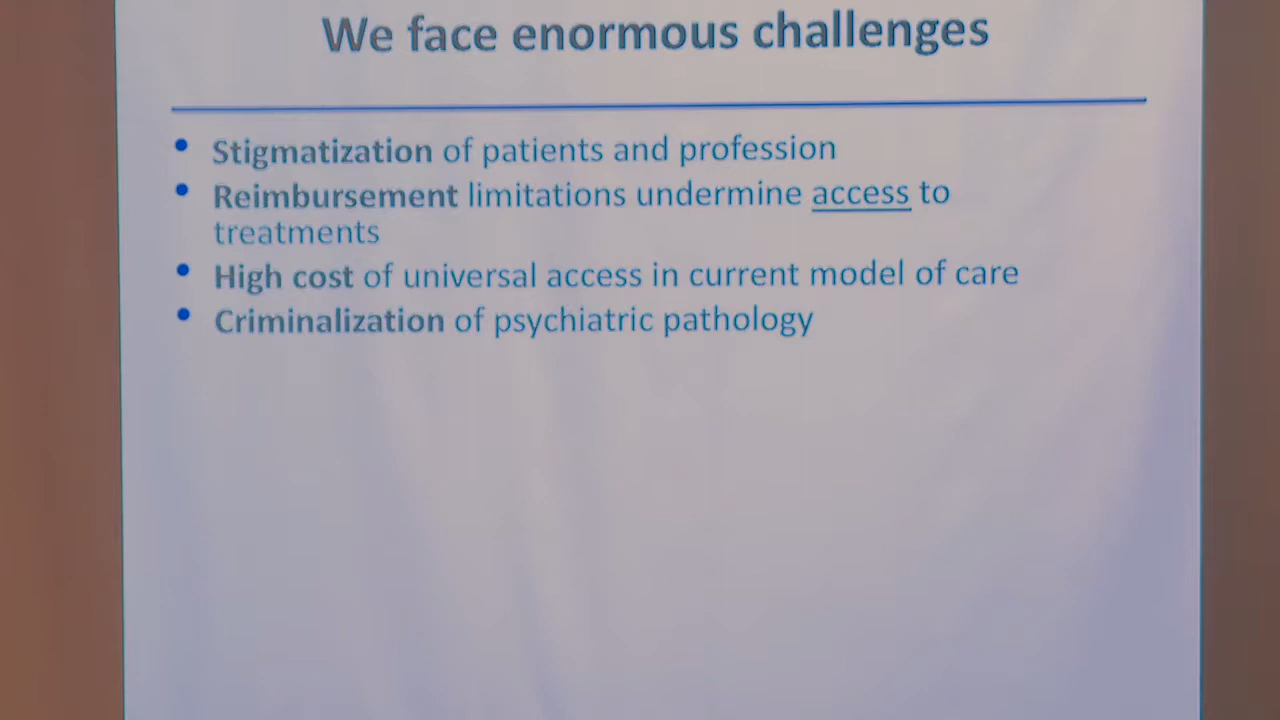 We face enormous challenges
• Stigmatization of patients and profession
• Reimbursement limitations undermine access to
treatments
• High cost of universal access in current model of care
• Criminalization of psychiatric pathology